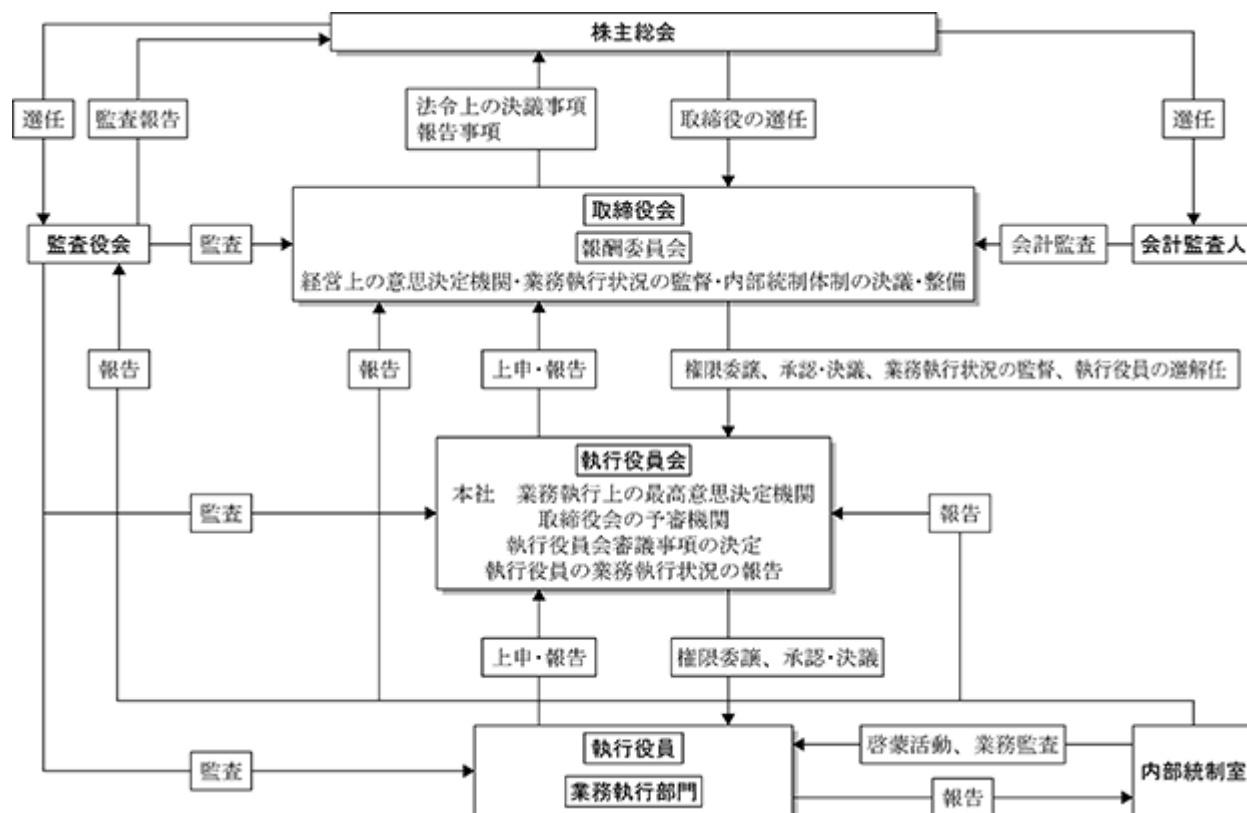 株主総会
選任
監査報告
法令上の決議事項
報告事項
取締役の選任
選任
取締役会
監査役会
監査
報酬委員会
会計監査
会計監査人
経営上の意思決定機関・業務執行状況の監督・内部統制体制の決議・整備
報告
報告
上申・報告
権限委譲、承認・決議、業務執行状況の監督、執行役員の選解任
執行役員会
本社　業務執行上の最高意思決定機関
取締役会の予審機関
執行役員会審議事項の決定
執行役員の業務執行状況の報告
監査
報告
上申・報告
権限委譲、承認・決議
執行役員
業務執行部門
監査
啓蒙活動、業務監査
内部統制室
報告